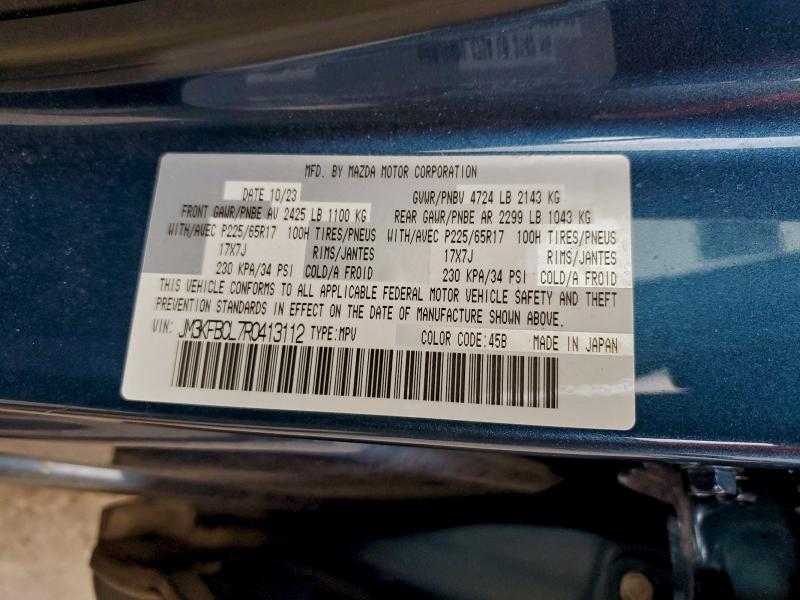 MFD. BY MAZDA MOTOR CORPORATION
DATE 10/23 GVWR/PNBV 4724 LB 2143 KG
FRONT GAWR/PNBE AV 2425 LB 1100 KG REAR GAWR/PNBE AR 2299 LB 1043 KG
WITH/AVEC P225/65R17 100H TIRES/PNEUS WITH/AVEC P225/65R17 100H TIRES/PNEUS
17X7J RIMS/JANTES 17X7J RIMS/JANTES
230 KPA/34 PSI COLD/A FROID 230 KPA/34 PSI COLD/A FROID
THIS VEHICLE CONFORMS TO ALL APPLICABLE FEDERAL MOTOR VEHICLE SAFETY AND THEFT
PREVENTION STANDARDS IN EFFECT ON THE DATE OF MANUFACTURE SHOWN ABOVE.
VIN: JM3KFBCL7R0413112 TYPE:MPV COLOR CODE:45B MADE IN JAPAN